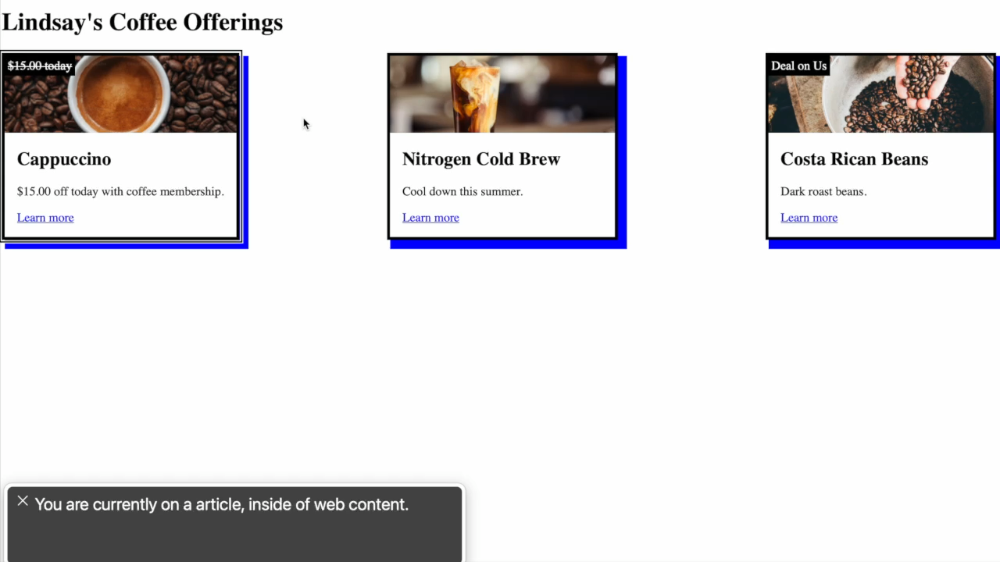 Lindsay's Coffee Offerings
$15.00 today
Cappuccino
$15.00 off today with coffee membership.
Learn more
Nitrogen Cold Brew
Cool down this summer.
Learn more
Deal on Us
Costa Rican Beans
Dark roast beans.
Learn more
You are currently on a article, inside of web content.